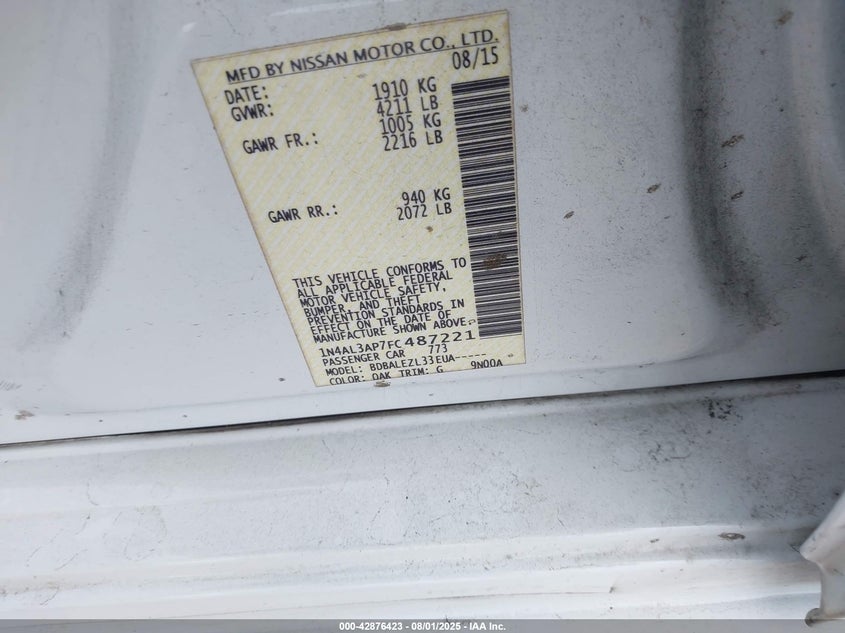 MFD BY NISSAN MOTOR CO., LTD.
DATE: 08/15
GVWR: 1910 KG
4211 LB
GAWR FR.: 1005 KG
2216 LB
GAWR RR.: 940 KG
2072 LB
THIS VEHICLE CONFORMS TO
ALL APPLICABLE FEDERAL
MOTOR VEHICLE SAFETY,
BUMPER, AND THEFT
PREVENTION STANDARDS IN
EFFECT ON THE DATE OF
MANUFACTURE SHOWN ABOVE.
1N4AL3AP7FC487221
PASSENGER CAR 773
MODEL: BDBALEZL33EUA-----
COLOR: QAK TRIM: G 9N00A
000-42876423 - 08/01/2025 - IAA Inc.